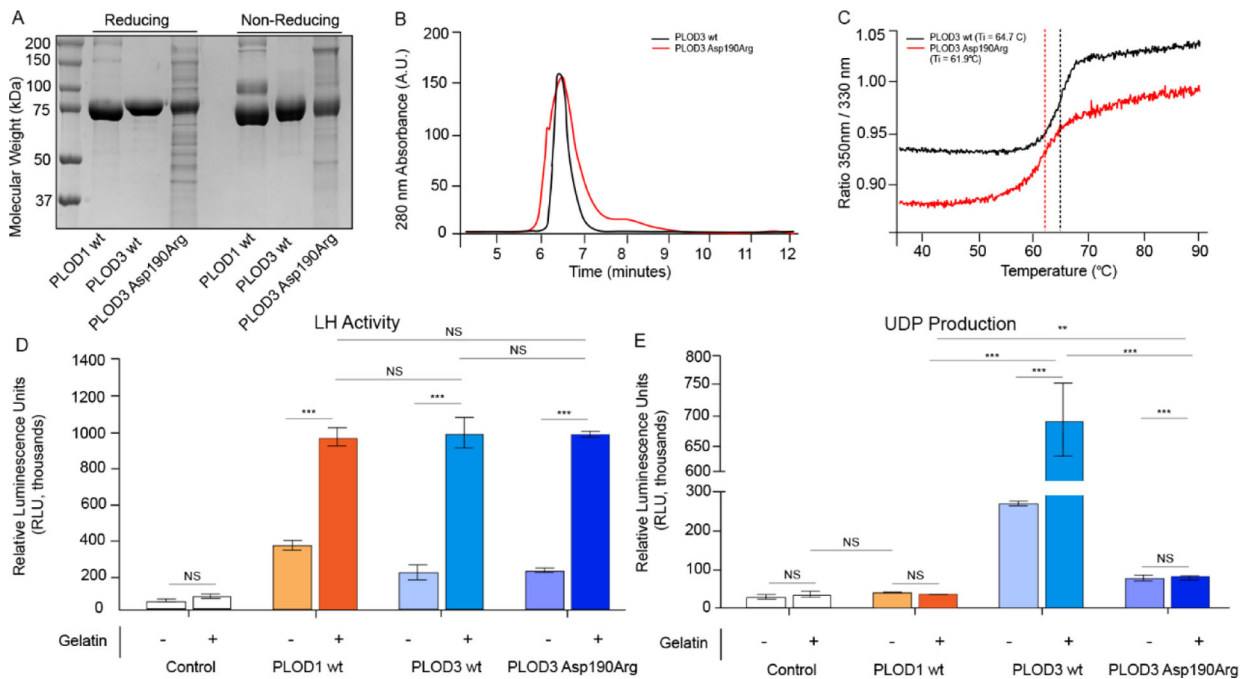 A
Reducing
Non-Reducing
Molecular Weight (kDa)
200
150
100
75
50
37
PLOD1 wt
PLOD3 wt
PLOD3 Asp190Arg
PLOD1 wt
PLOD3 wt
PLOD3 Asp190Arg
B
PLOD3 wt
PLOD3 Asp190Arg
280 nm Absorbance (A.U.)
200
150
100
50
0
5 6 7 8 9 10 11 12
Time (minutes)
C
PLOD3 wt (Ti = 64.7 C)
PLOD3 Asp190Arg
(Ti = 61.9ºC)
Ratio 350nm / 330 nm
1.05
1.00
0.95
0.90
40 50 60 70 80 90
Temperature (°C)
D
LH Activity
Relative Luminescence Units
(RLU, thousands)
1400
1200
1000
800
600
400
200
0
NS
NS
NS
NS
***
***
***
Gelatin - + - + - + - +
Control PLOD1 wt PLOD3 wt PLOD3 Asp190Arg
E
UDP Production
Relative Luminescence Units
(RLU, thousands)
800
750
700
650
600
300
200
100
0
**
***
***
***
***
NS
NS
NS
NS
Gelatin - + - + - + - +
Control PLOD1 wt PLOD3 wt PLOD3 Asp190Arg